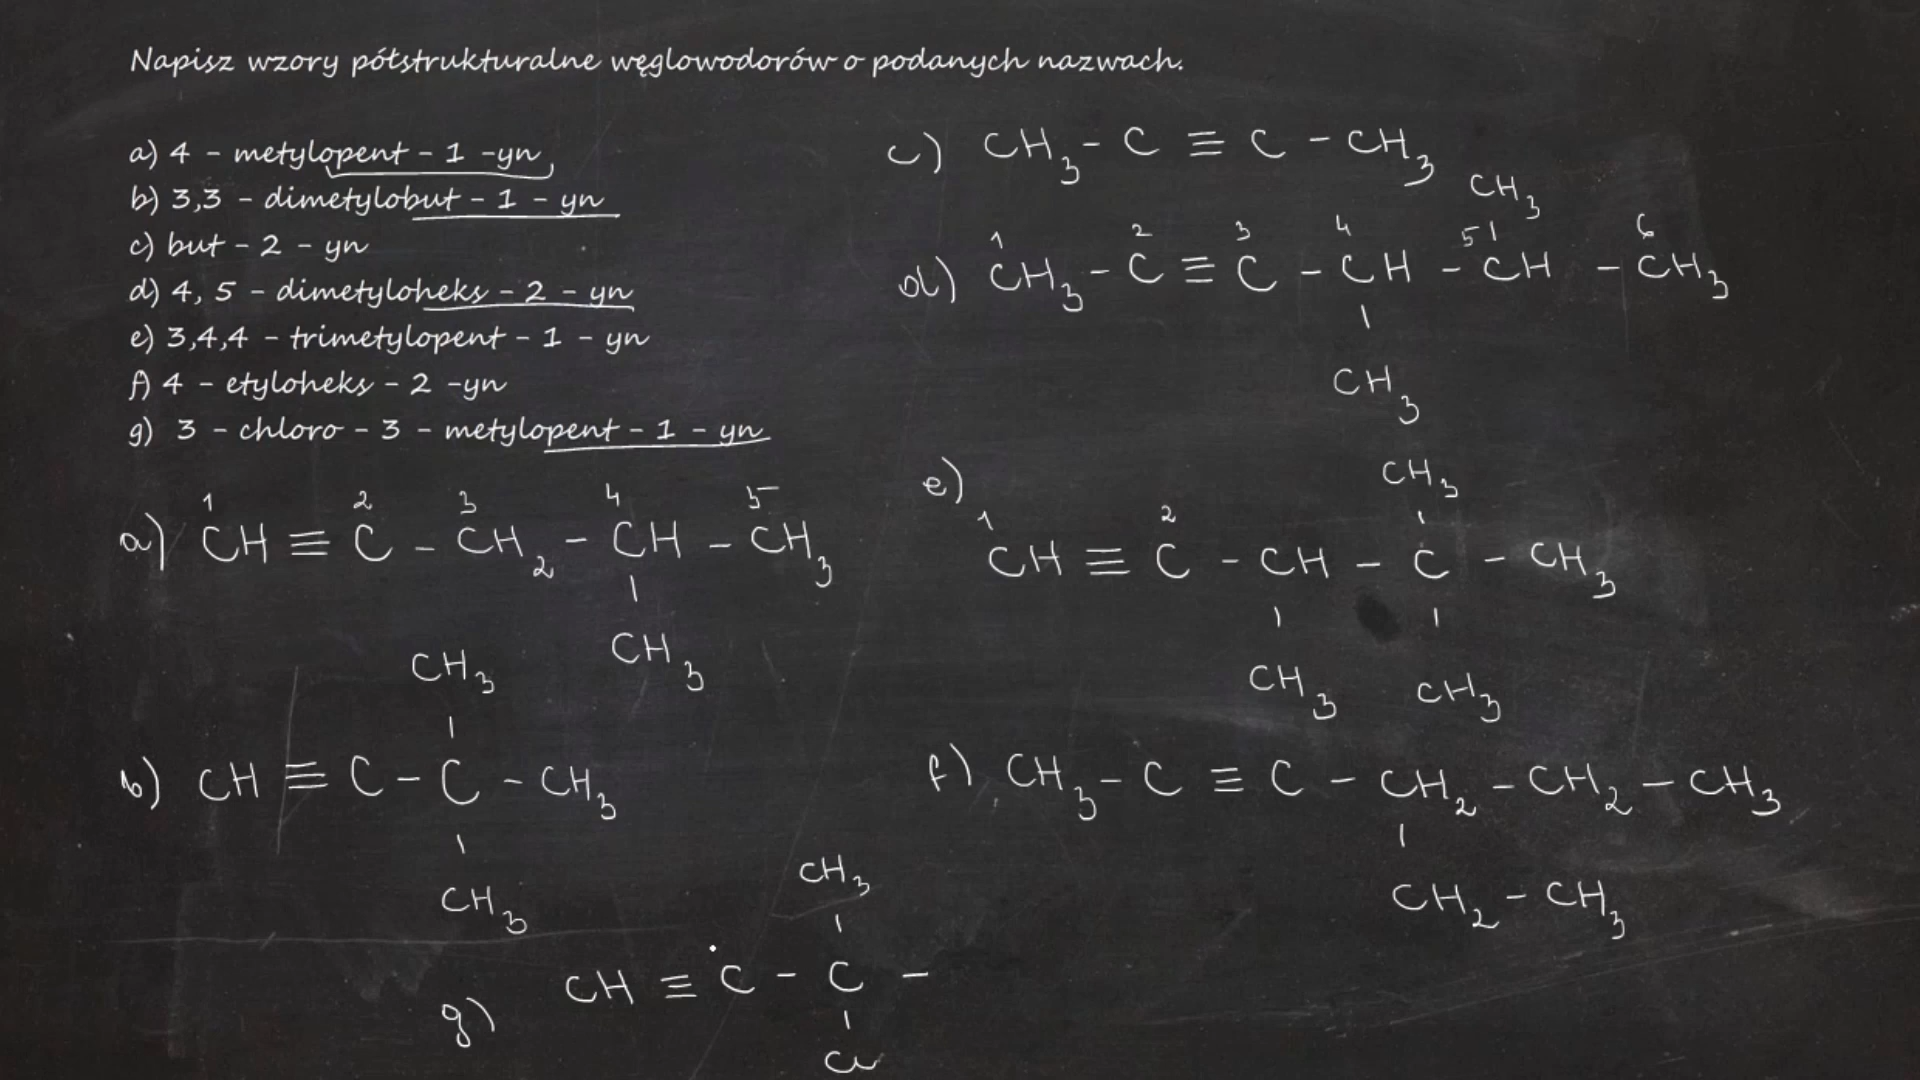 Napisz wzory półstrukturalne węglowodorów o podanych nazwach.
a) 4 - metylopent - 1 -yn
b) 3,3 - dimetylobut - 1 - yn
c) but - 2 - yn
d) 4, 5 - dimetyloheks - 2 - yn
e) 3,4,4 - trimetylopent - 1 - yn
f) 4 - etyloheks - 2 -yn
g) 3 - chloro - 3 - metylopent - 1 - yn
1 2 3 4 5
a) CH ≡ C - CH₂ - CH - CH₃
CH₃
CH₃
b) CH ≡ C - C - CH₃
CH₃
c) CH₃ - C ≡ C - CH₃
CH₃
1 2 3 4 5 6
d) CH₃ - C ≡ C - CH - CH - CH₃
CH₃
e)
CH₃
1 2
CH ≡ C - CH - C - CH₃
CH₃ CH₃
f) CH₃ - C ≡ C - CH₂ - CH₂ - CH₃
CH₂ - CH₃
CH₃
g) CH ≡ C - C -
Cl